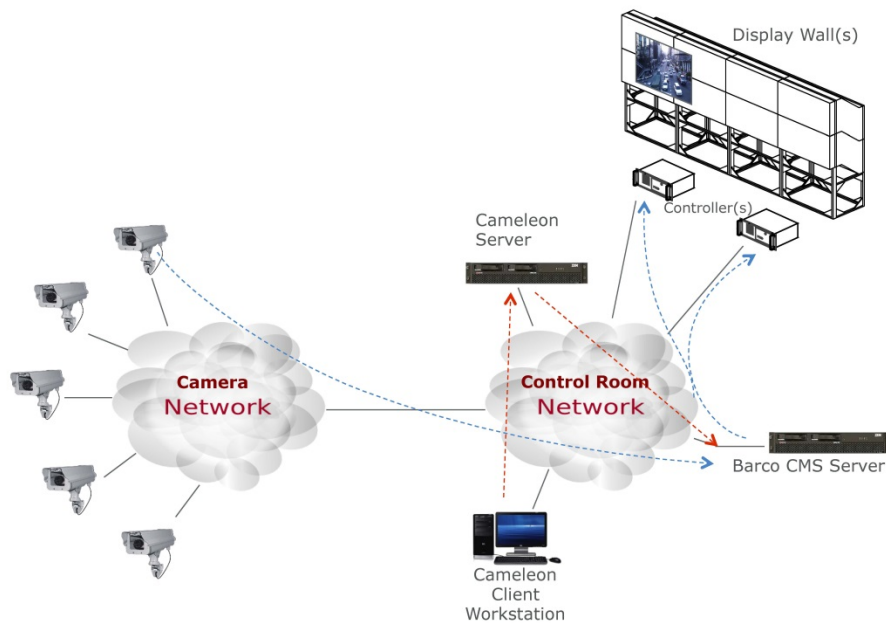 Display Wall(s)
Controller(s)
Cameleon
Server
Camera
Network
Control Room
Network
Barco CMS Server
Cameleon
Client
Workstation